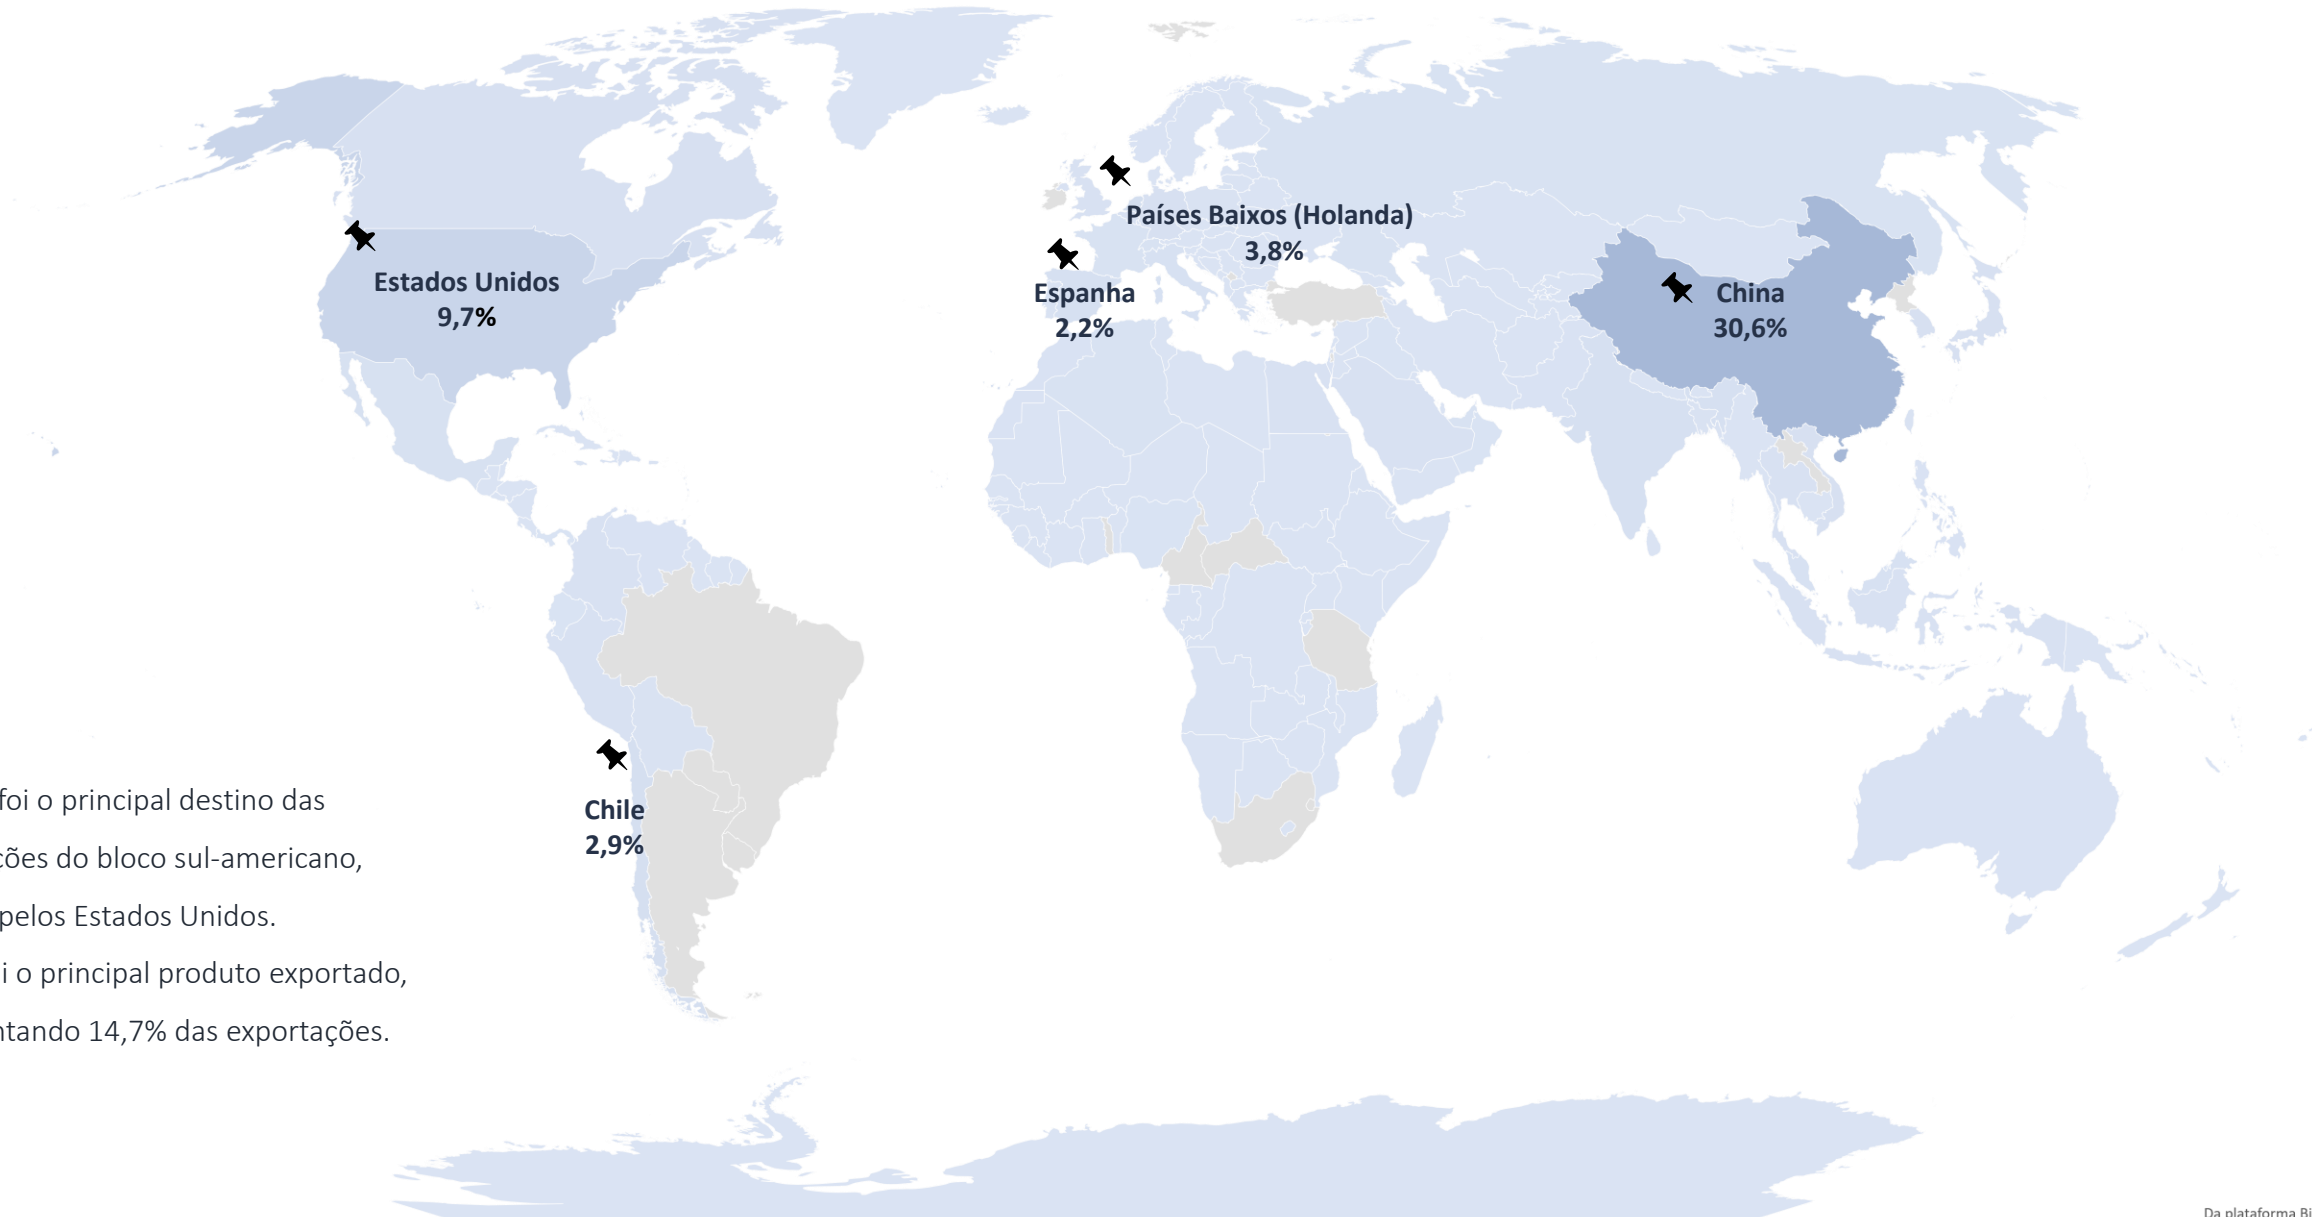 Países Baixos (Holanda)
3,8%
Estados Unidos
9,7%
Espanha
2,2%
China
30,6%
Chile
2,9%
foi o principal destino das
ções do bloco sul-americano,
pelos Estados Unidos.
i o principal produto exportado,
ntando 14,7% das exportações.
Da plataforma Bi